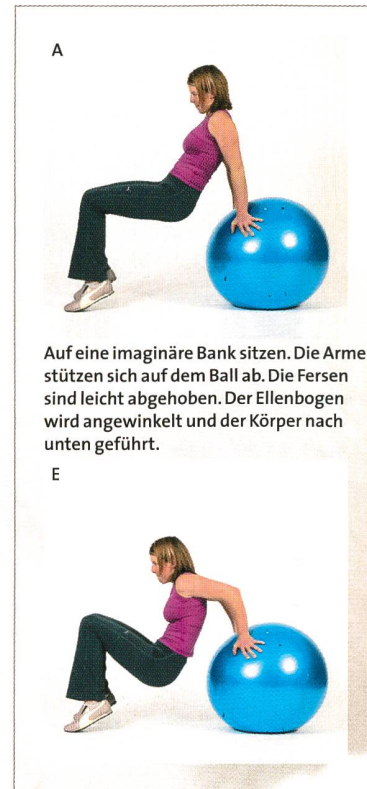 A
Auf eine imaginäre Bank sitzen. Die Arme
stützen sich auf dem Ball ab. Die Fersen
sind leicht abgehoben. Der Ellenbogen
wird angewinkelt und der Körper nach
unten geführt.
E